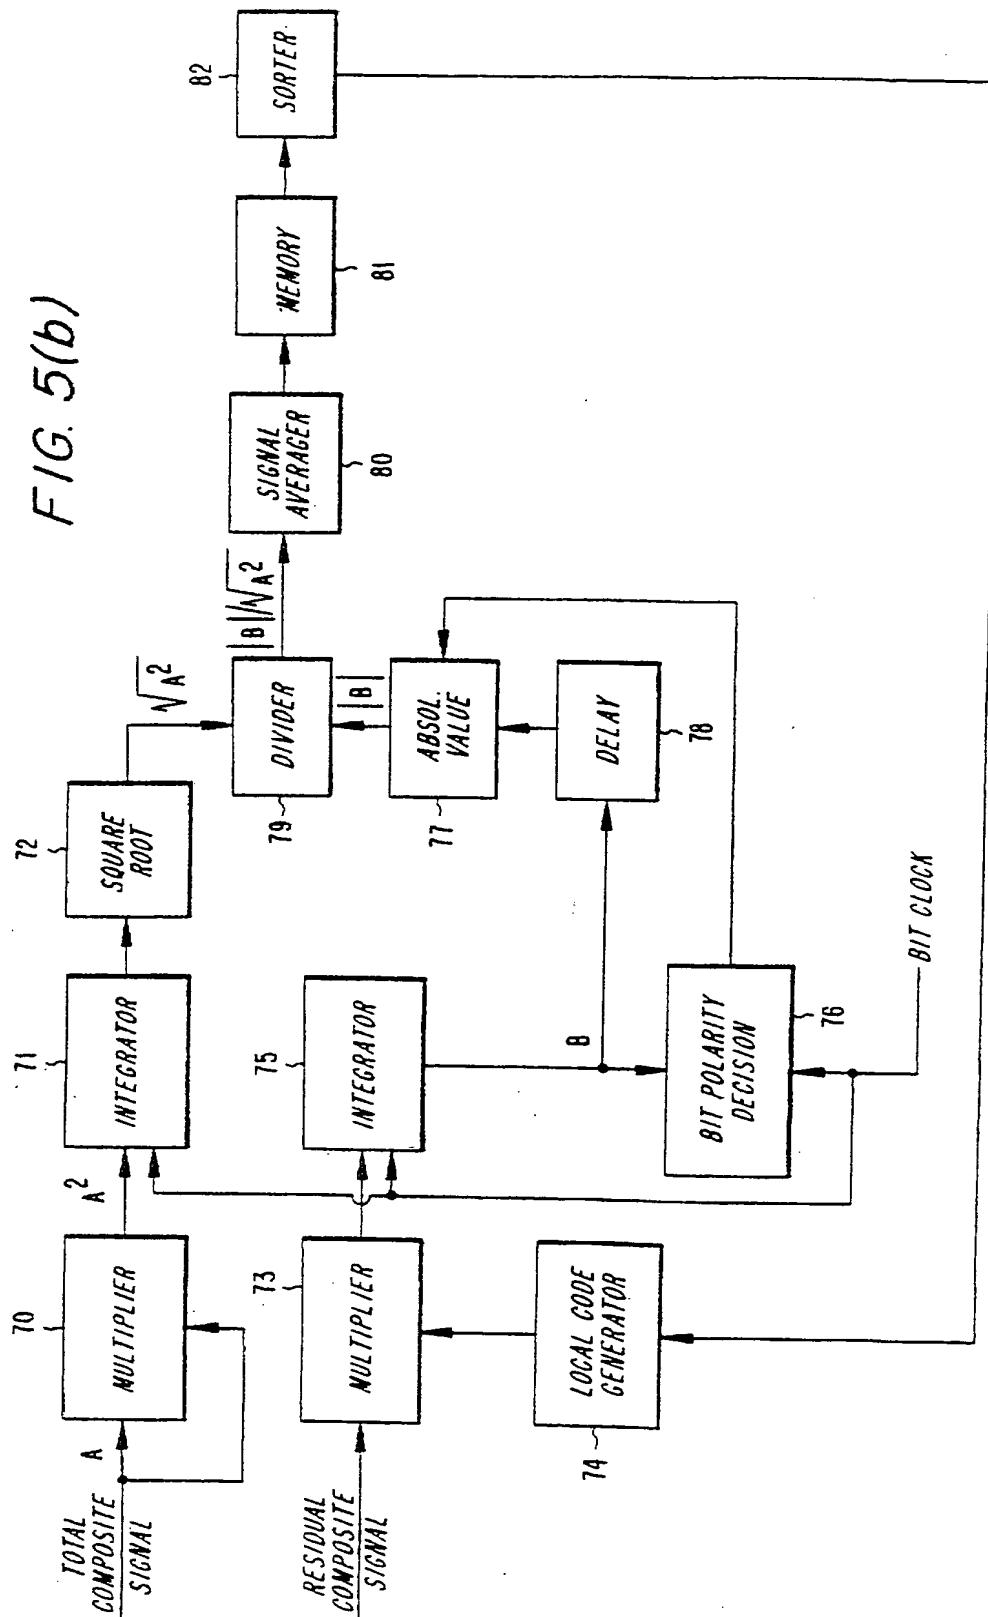 FIG. 5(b)
TOTAL
COMPOSITE
SIGNAL
A
70
MULTIPLIER
A²
71
INTEGRATOR
72
SQUARE
ROOT
√A²
RESIDUAL
COMPOSITE
SIGNAL
73
MULTIPLIER
74
LOCAL CODE
GENERATOR
75
INTEGRATOR
B
BIT POLARITY
DECISION
76
BIT CLOCK
DELAY
78
ABSOL.
VALUE
77
|B|
DIVIDER
79
|B|/√A²
SIGNAL
AVERAGER
80
MEMORY
81
SORTER
82